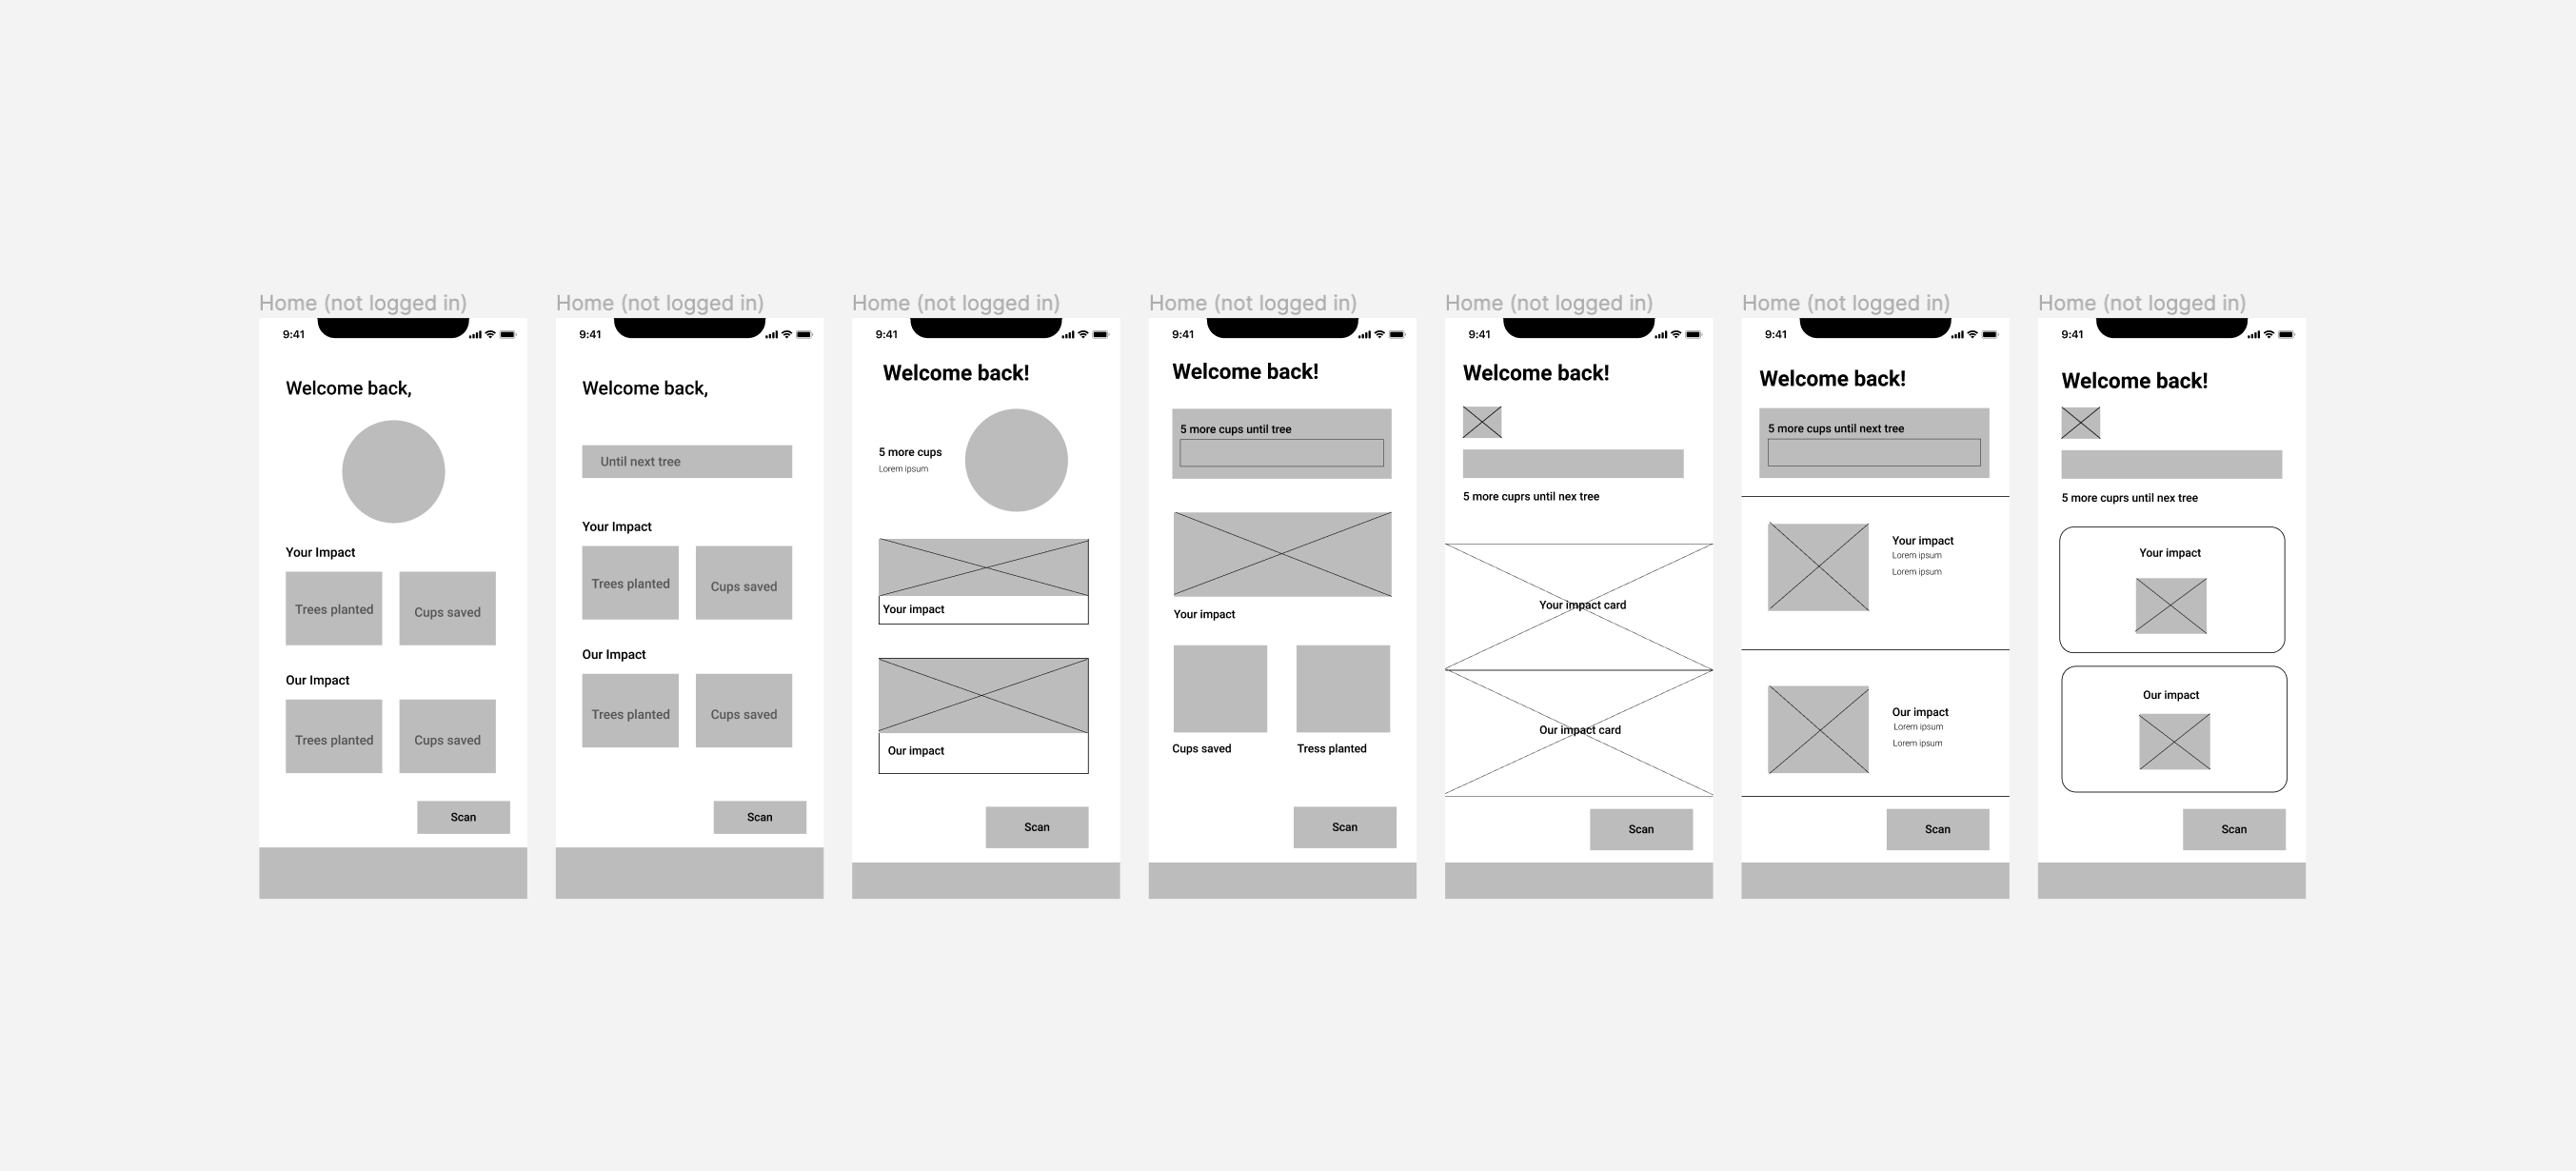 Home (not logged in)
9:41
Welcome back,
Your Impact
Trees planted
Cups saved
Our Impact
Trees planted
Cups saved
Scan
Home (not logged in)
9:41
Welcome back,
Until next tree
Your Impact
Trees planted
Cups saved
Our Impact
Trees planted
Cups saved
Scan
Home (not logged in)
9:41
Welcome back!
5 more cups
Lorem ipsum
Your impact
Our impact
Scan
Home (not logged in)
9:41
Welcome back!
5 more cups until tree
Your impact
Cups saved
Tress planted
Scan
Home (not logged in)
9:41
Welcome back!
5 more cuprs until nex tree
Your impact card
Our impact card
Scan
Home (not logged in)
9:41
Welcome back!
5 more cups until next tree
Your impact
Lorem ipsum
Lorem ipsum
Our impact
Lorem ipsum
Lorem ipsum
Scan
Home (not logged in)
9:41
Welcome back!
5 more cuprs until nex tree
Your impact
Our impact
Scan